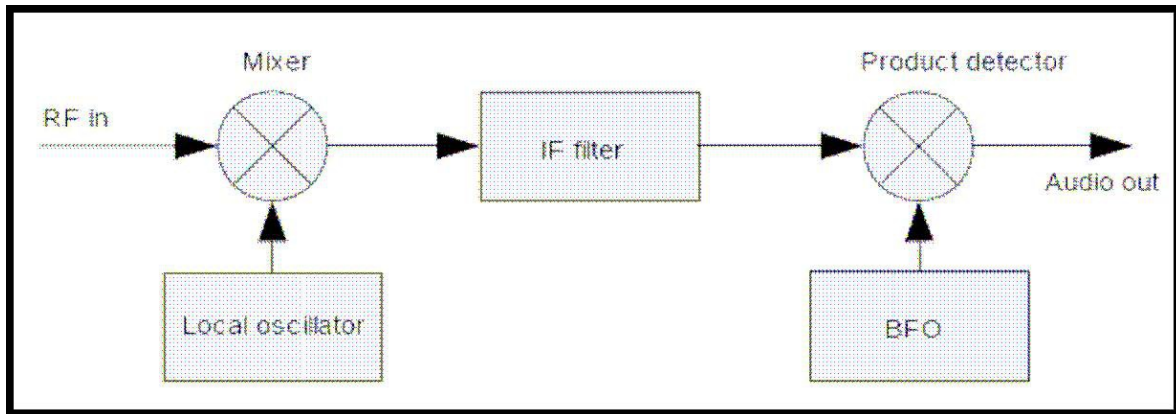 Mixer
Product detector
RF in
IF filter
Audio out
Local oscillator
BFO